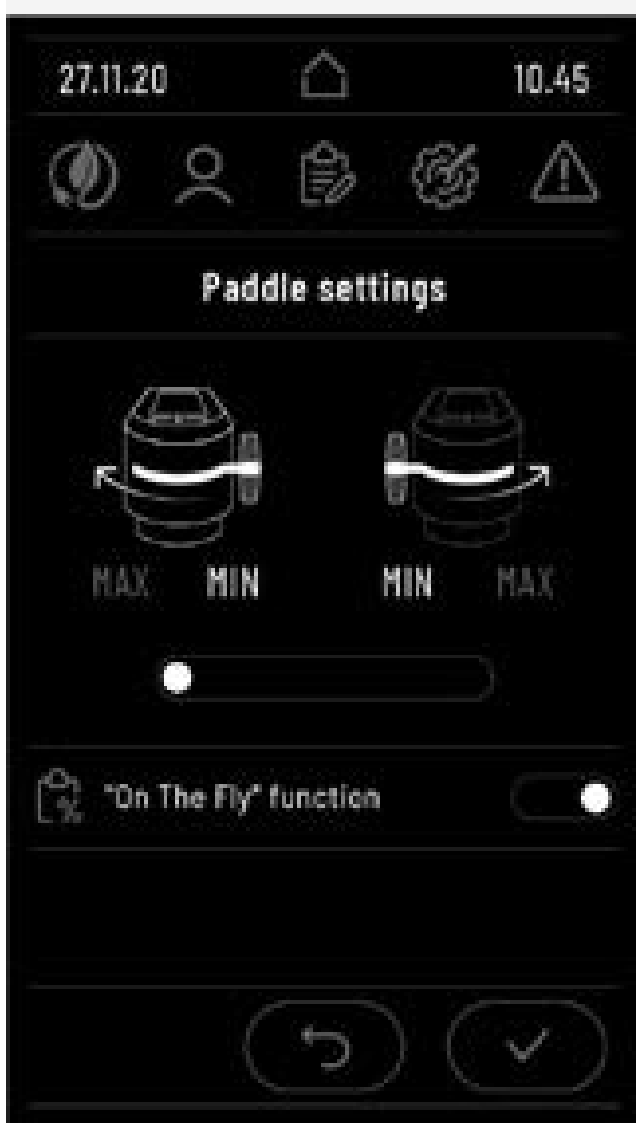 27.11.20 10.45
Paddle settings
MAX MIN MIN MAX
"On The Fly" function